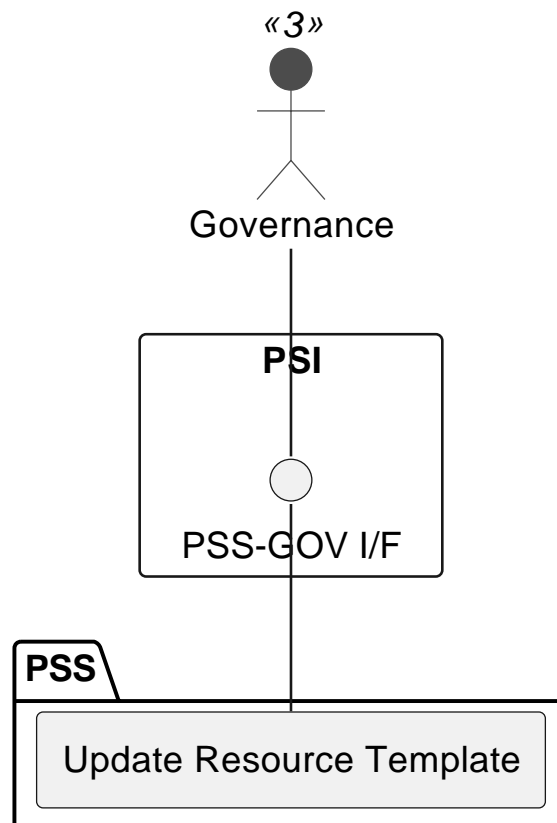 «3»
Governance
PSI
PSS-GOV I/F
PSS
Update Resource Template